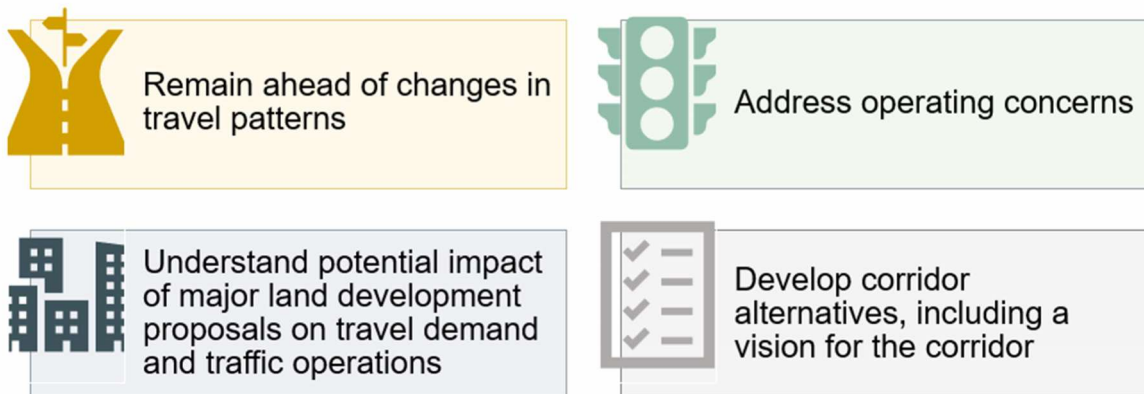 Remain ahead of changes in
travel patterns
Address operating concerns
Understand potential impact
of major land development
proposals on travel demand
and traffic operations
Develop corridor
alternatives, including a
vision for the corridor